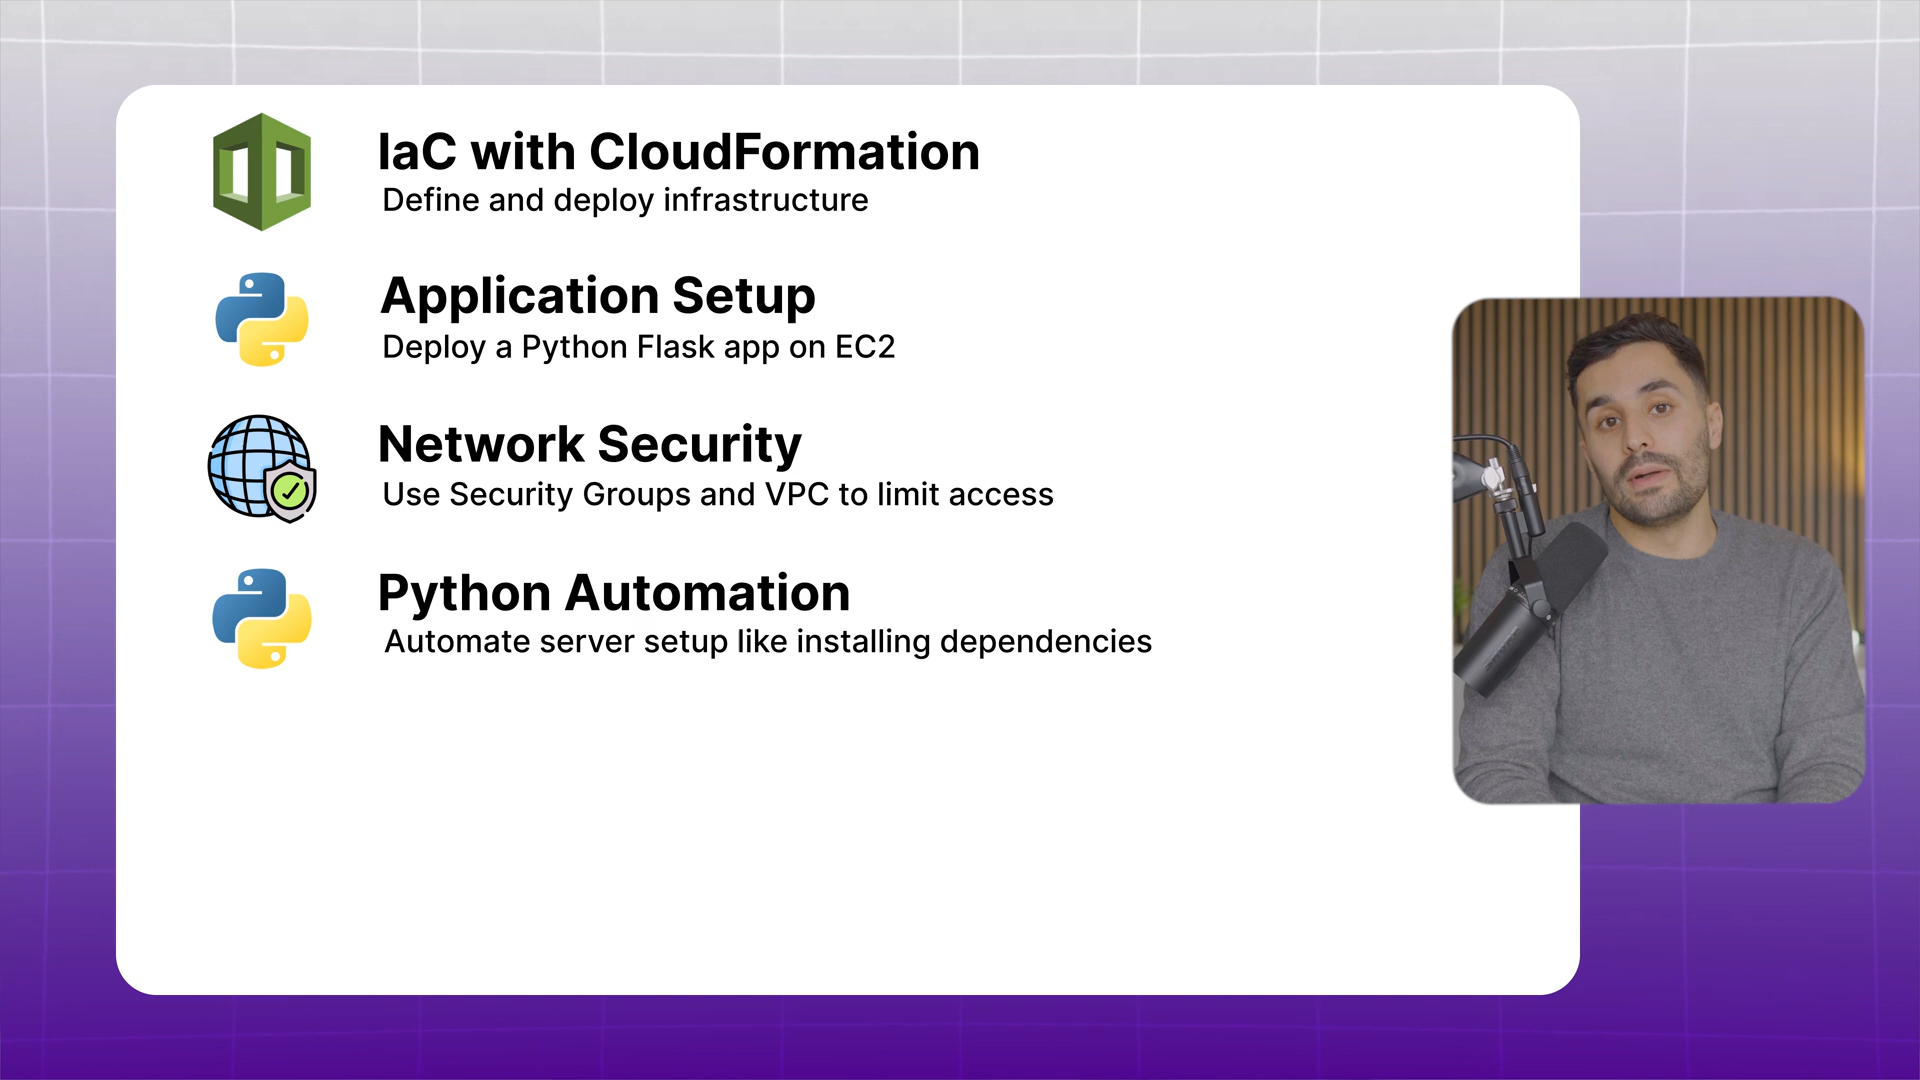 IaC with CloudFormation
Define and deploy infrastructure
Application Setup
Deploy a Python Flask app on EC2
Network Security
Use Security Groups and VPC to limit access
Python Automation
Automate server setup like installing dependencies